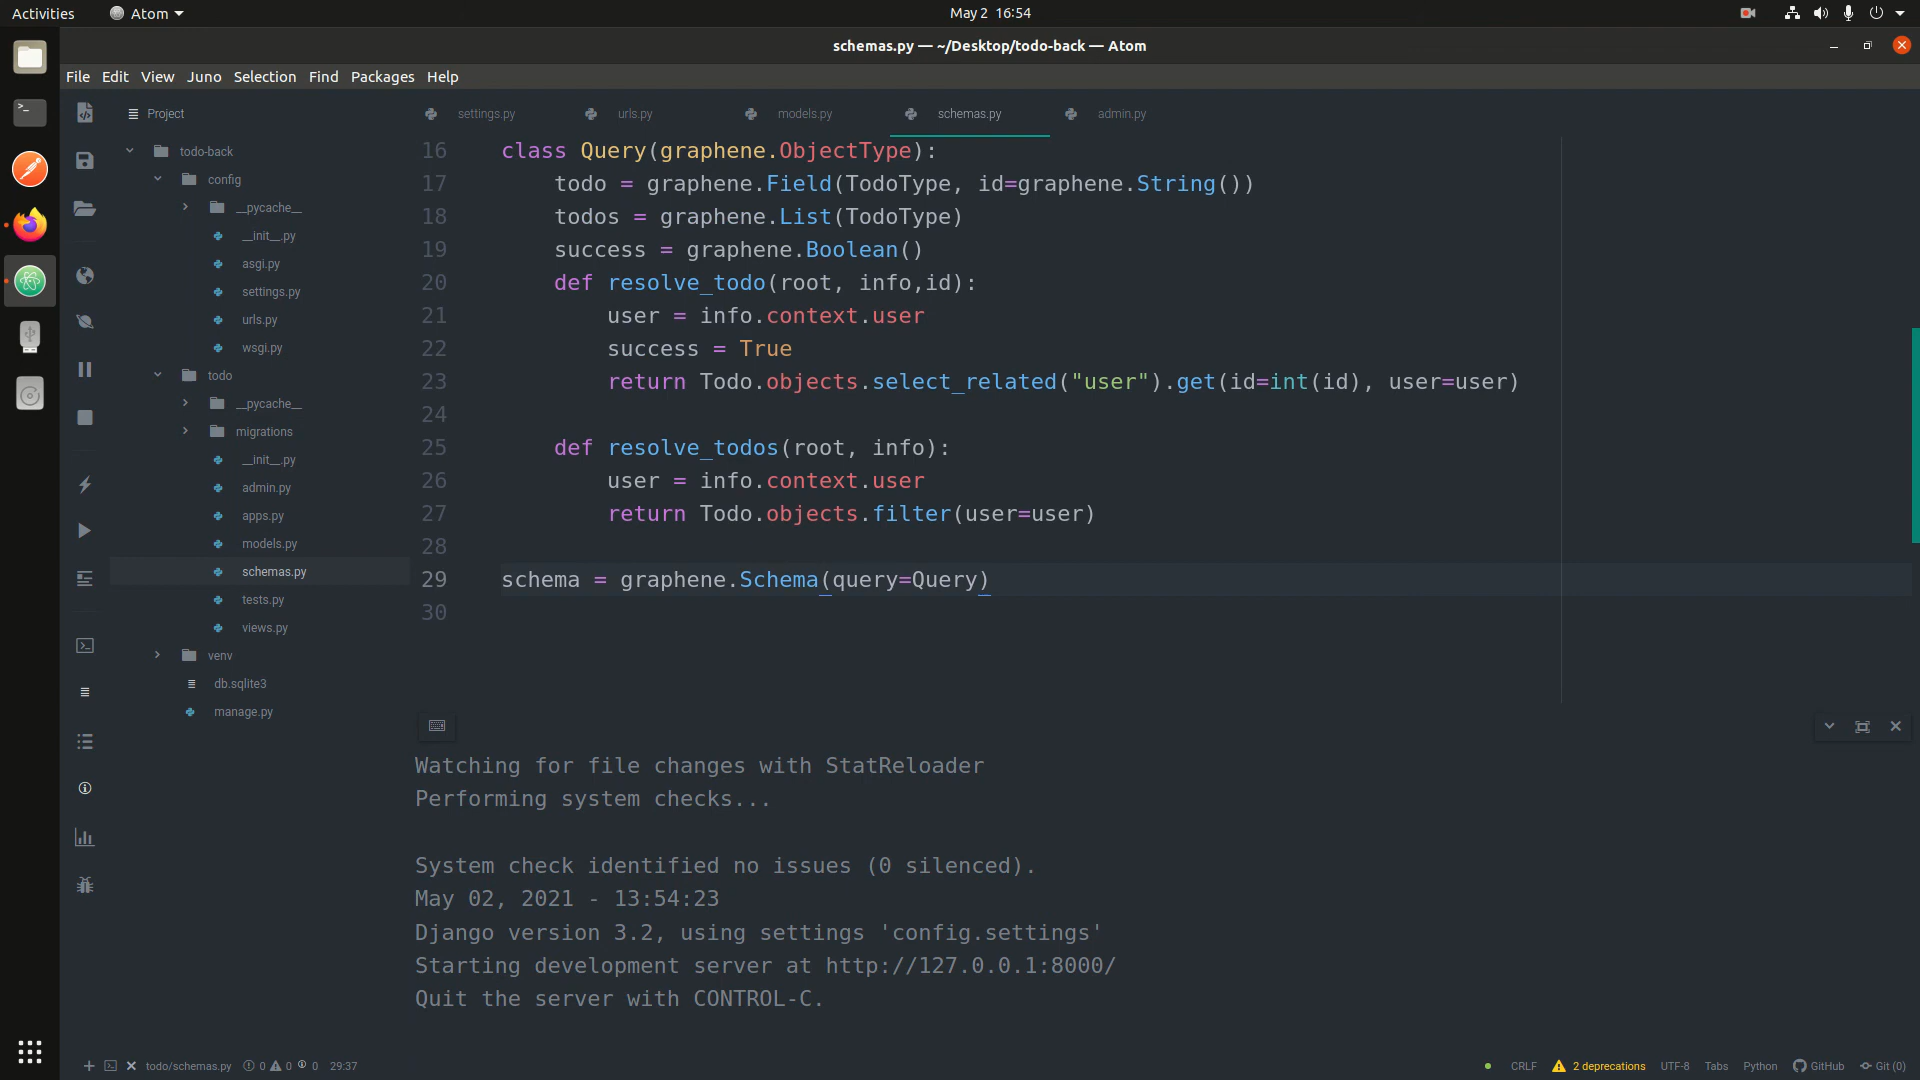 Activities
Atom
May 2 16:54
schemas.py — ~/Desktop/todo-back — Atom
File Edit View Juno Selection Find Packages Help
Project
settings.py
urls.py
models.py
schemas.py
admin.py
todo-back
config
__pycache__
__init__.py
asgi.py
settings.py
urls.py
wsgi.py
todo
__pycache__
migrations
__init__.py
admin.py
apps.py
models.py
schemas.py
tests.py
views.py
venv
db.sqlite3
manage.py
16 class Query(graphene.ObjectType):
17 todo = graphene.Field(TodoType, id=graphene.String())
18 todos = graphene.List(TodoType)
19 success = graphene.Boolean()
20 def resolve_todo(root, info,id):
21 user = info.context.user
22 success = True
23 return Todo.objects.select_related("user").get(id=int(id), user=user)
24
25 def resolve_todos(root, info):
26 user = info.context.user
27 return Todo.objects.filter(user=user)
28
29 schema = graphene.Schema(query=Query)
30
Watching for file changes with StatReloader
Performing system checks...
System check identified no issues (0 silenced).
May 02, 2021 - 13:54:23
Django version 3.2, using settings 'config.settings'
Starting development server at http://127.0.0.1:8000/
Quit the server with CONTROL-C.
todo/schemas.py 0 0 0 29:37
CRLF 2 deprecations UTF-8 Tabs Python GitHub Git (0)